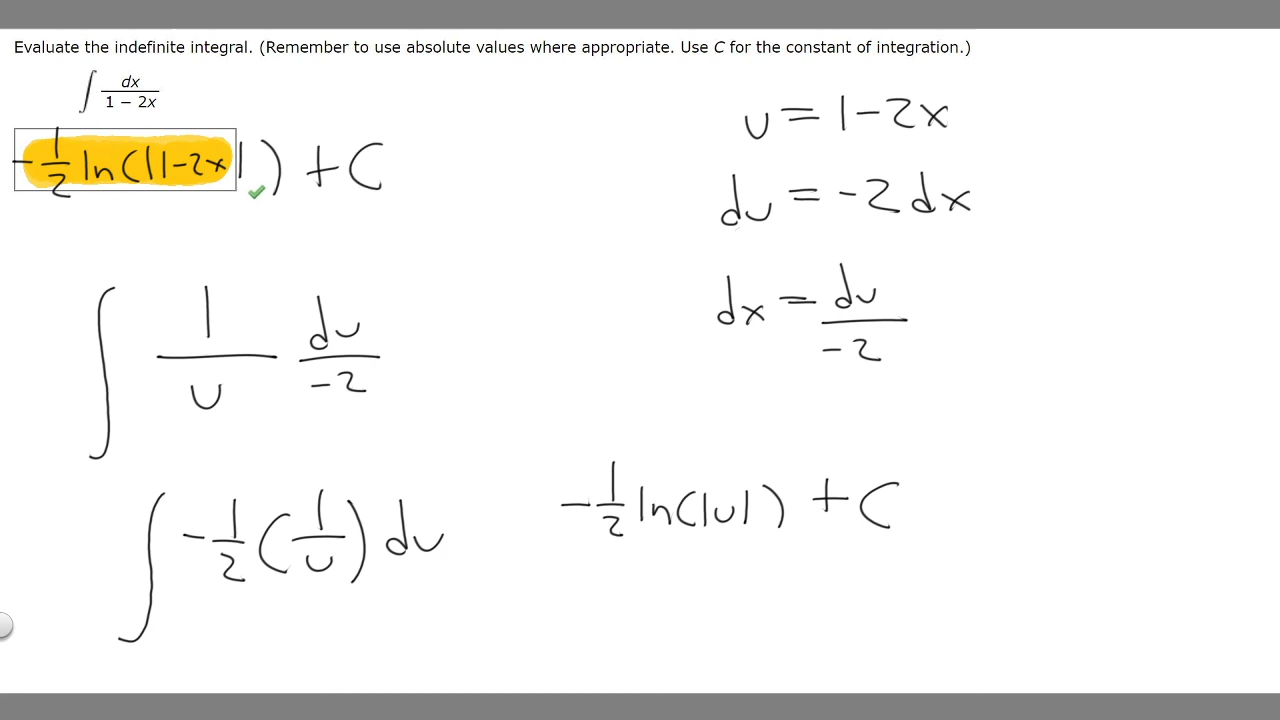 Evaluate the indefinite integral. (Remember to use absolute values where appropriate. Use C for the constant of integration.)
∫ dx / (1 − 2x)
-1/2 ln(|1-2x|) + C
u = 1-2x
du = -2dx
dx = du/-2
∫ 1/u du/-2
∫ -1/2 (1/u) du
-1/2 ln(|u|) + C